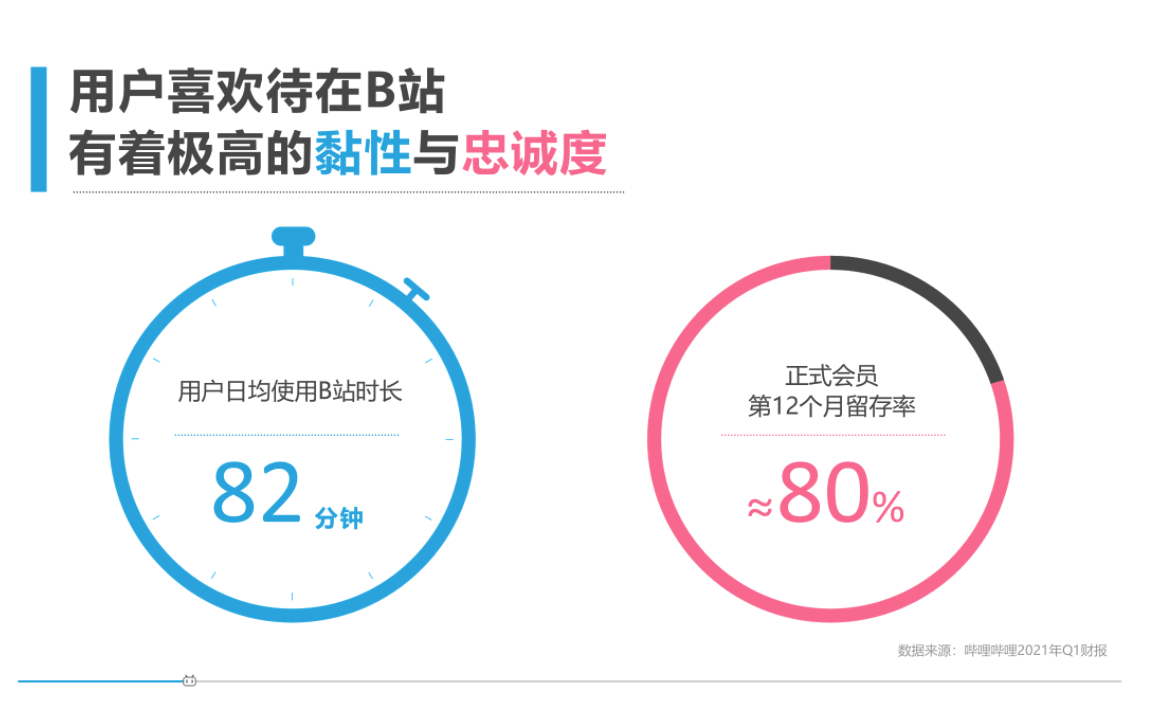 用户喜欢待在B站
有着极高的黏性与忠诚度
用户日均使用B站时长
82 分钟
正式会员
第12个月留存率
≈80%
数据来源：哔哩哔哩2021年Q1财报